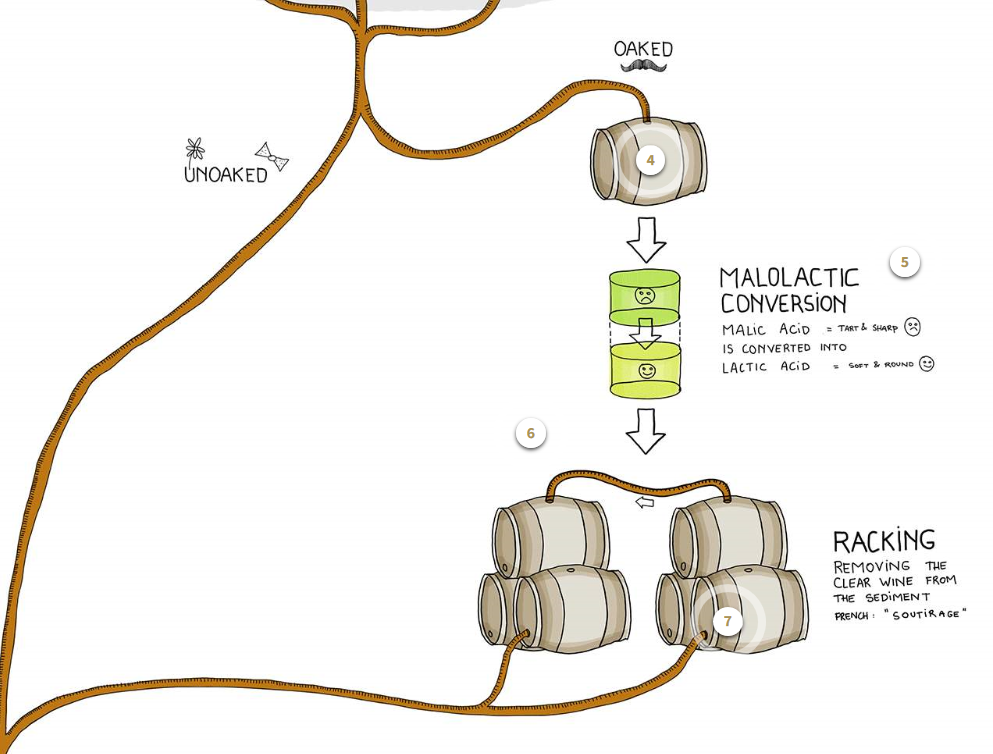 OAKED
4
UNOAKED
5
MALOLACTIC
CONVERSION
MALIC ACID = TART & SHARP
IS CONVERTED INTO
LACTIC ACID = SOFT & ROUND
6
RACKING
REMOVING THE
CLEAR WINE FROM
THE SEDIMENT
FRENCH: "SOUTIRAGE"
7